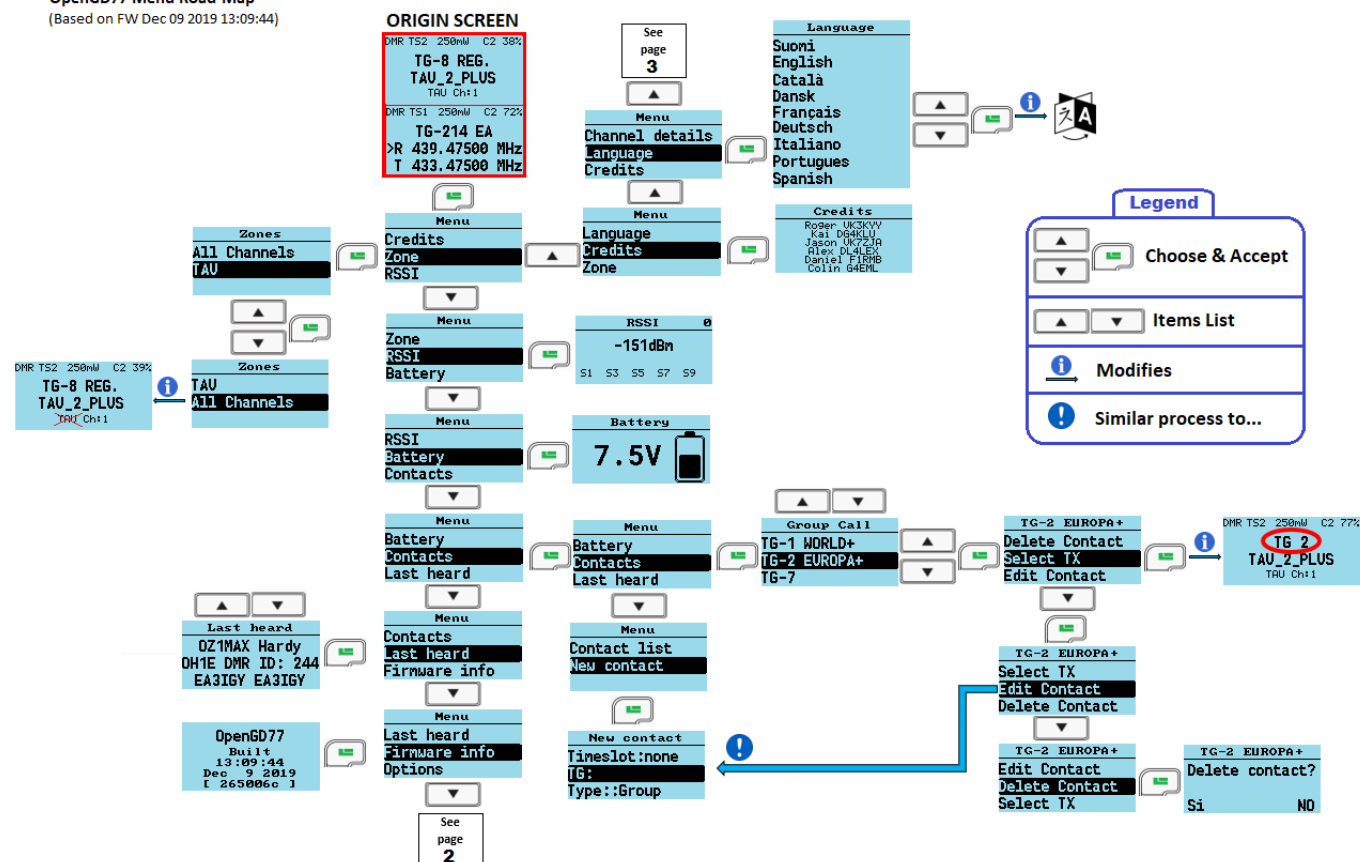 OpenGD77 Menu Road Map
(Based on FW Dec 09 2019 13:09:44)
ORIGIN SCREEN
DMR TS2 250mW C2 38%
TG-8 REG.
TAV_2_PLUS
TAU Ch:1
DMR TS1 250mW C2 72%
TG-214 EA
>R 439.47500 MHz
T 433.47500 MHz
See
page
3
Menu
Channel details
Language
Credits
Language
Suomi
English
Català
Dansk
Français
Deutsch
Italiano
Portugues
Spanish
Menu
Language
Credits
Zone
Credits
Roger VK3KYY
Kai DG4KLU
Jason VK7ZJA
Alex DL4LEX
Daniel F1RMB
Colin G4EML
Legend
Choose & Accept
Items List
Modifies
Similar process to...
Menu
Credits
Zone
RSSI
Zones
All Channels
TAU
Zones
TAU
All Channels
DMR TS2 250mW C2 39%
TG-8 REG.
TAV_2_PLUS
TAU Ch:1
Menu
Zone
RSSI
Battery
RSSI 0
-151dBm
S1 S3 S5 S7 S9
Menu
RSSI
Battery
Contacts
Battery
7.5V
Menu
Battery
Contacts
Last heard
Menu
Battery
Contacts
Last heard
Group Call
TG-1 WORLD+
TG-2 EUROPA+
TG-7
TG-2 EUROPA+
Delete Contact
Select TX
Edit Contact
DMR TS2 250mW C2 77%
TG 2
TAU_2_PLUS
TAU Ch:1
Menu
Contacts
Last heard
Firmware info
Last heard
OZ1MAX Hardy
OH1E DMR ID: 244
EA3IGY EA3IGY
Menu
Contact list
New contact
TG-2 EUROPA+
Select TX
Edit Contact
Delete Contact
Menu
Last heard
Firmware info
Options
OpenGD77
Built
13:09:44
Dec 9 2019
[ 265006c ]
New contact
Timeslot:none
TG:
Type::Group
TG-2 EUROPA+
Edit Contact
Delete Contact
Select TX
TG-2 EUROPA+
Delete contact?
Si NO
See
page
2